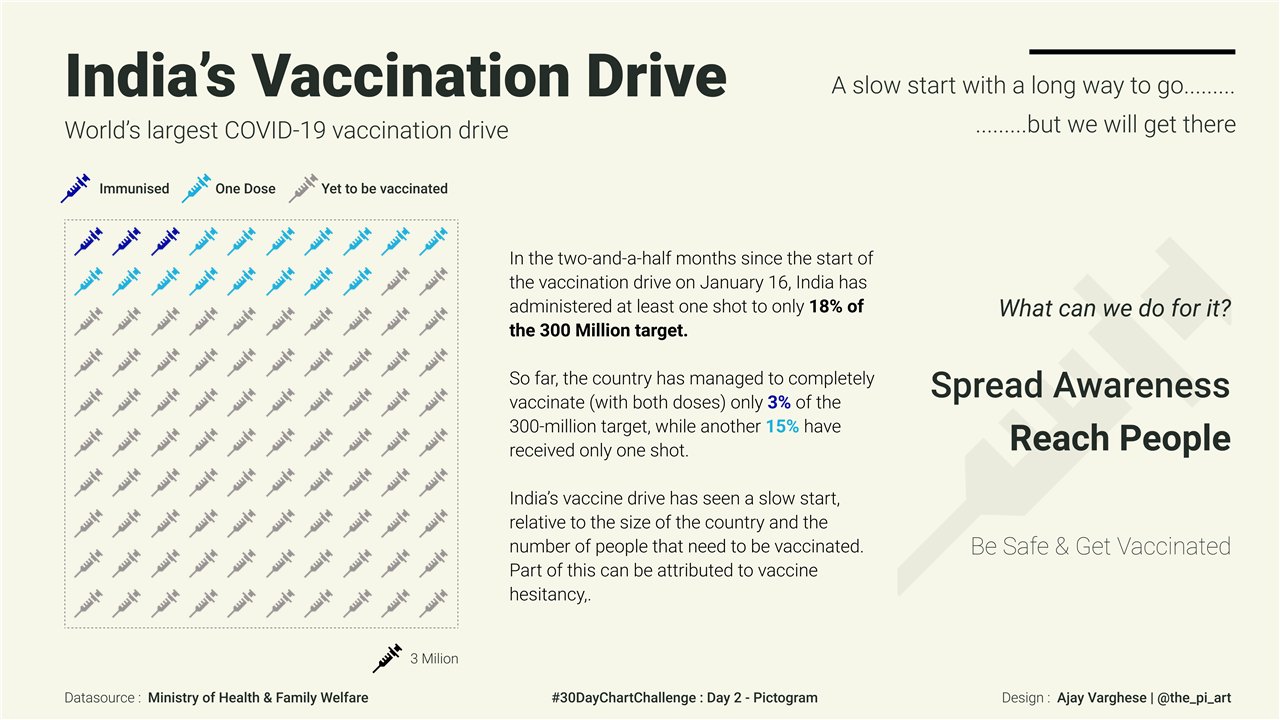 India’s Vaccination Drive
World’s largest COVID-19 vaccination drive
A slow start with a long way to go.........
.........but we will get there
Immunised
One Dose
Yet to be vaccinated
In the two-and-a-half months since the start of
the vaccination drive on January 16, India has
administered at least one shot to only 18% of
the 300 Million target.
So far, the country has managed to completely
vaccinate (with both doses) only 3% of the
300-million target, while another 15% have
received only one shot.
India’s vaccine drive has seen a slow start,
relative to the size of the country and the
number of people that need to be vaccinated.
Part of this can be attributed to vaccine
hesitancy,.
What can we do for it?
Spread Awareness
Reach People
Be Safe & Get Vaccinated
3 Milion
Datasource : Ministry of Health & Family Welfare
#30DayChartChallenge : Day 2 - Pictogram
Design : Ajay Varghese | @the_pi_art